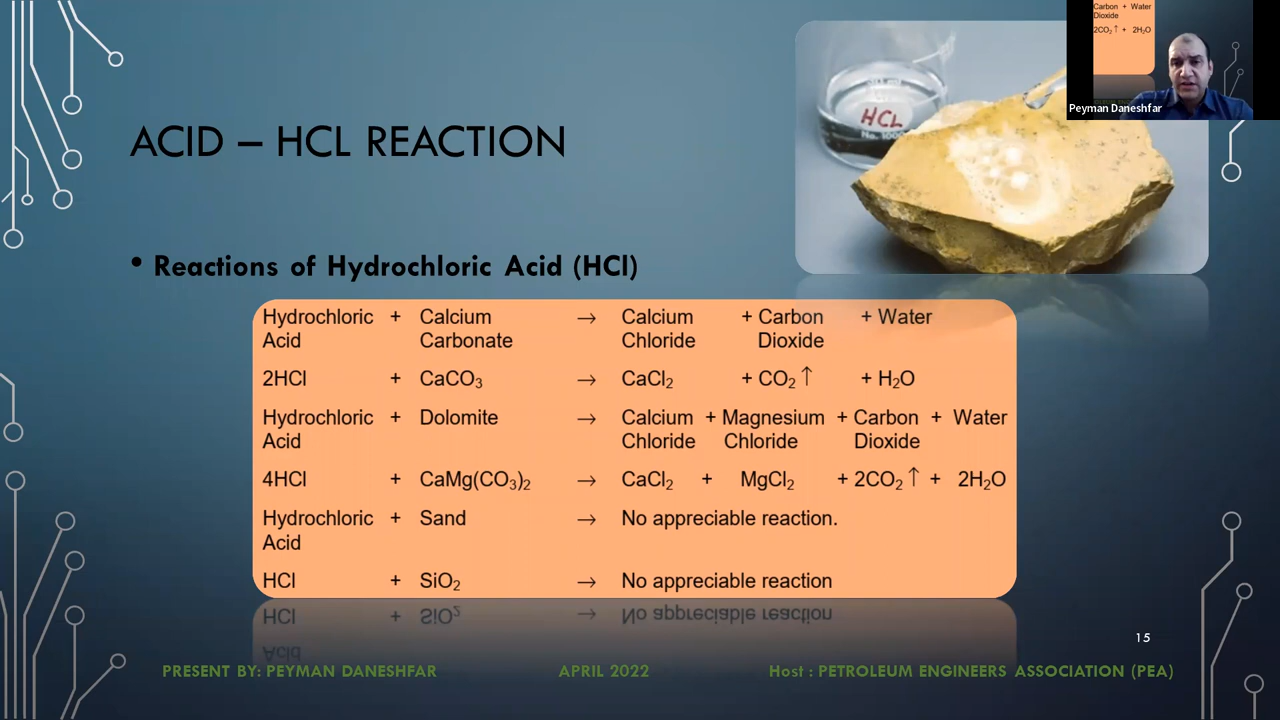 Carbon + Water
Dioxide
2CO₂↑ + 2H₂O
Peyman Daneshfar
HCL
No. 1000
ACID – HCL REACTION
• Reactions of Hydrochloric Acid (HCl)
Hydrochloric + Calcium → Calcium + Carbon + Water
Acid Carbonate Chloride Dioxide
2HCl + CaCO₃ → CaCl₂ + CO₂↑ + H₂O
Hydrochloric + Dolomite → Calcium + Magnesium + Carbon + Water
Acid Chloride Chloride Dioxide
4HCl + CaMg(CO₃)₂ → CaCl₂ + MgCl₂ + 2CO₂↑ + 2H₂O
Hydrochloric + Sand → No appreciable reaction.
Acid
HCl + SiO₂ → No appreciable reaction
15
PRESENT BY: PEYMAN DANESHFAR APRIL 2022 Host : PETROLEUM ENGINEERS ASSOCIATION (PEA)